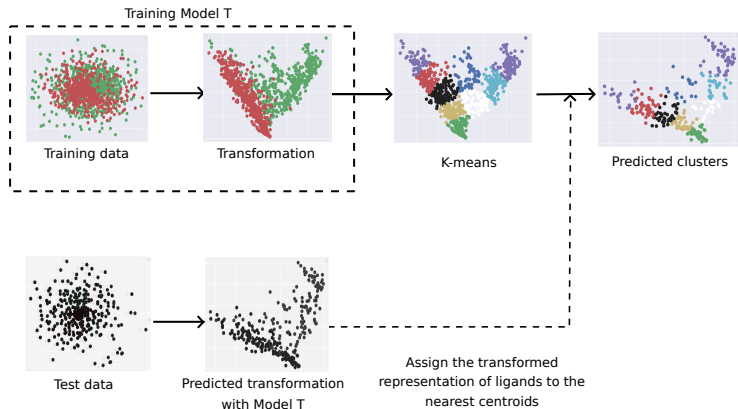 Training Model T
Training data
Transformation
K-means
Predicted clusters
Test data
Predicted transformation
with Model T
Assign the transformed
representation of ligands to the
nearest centroids